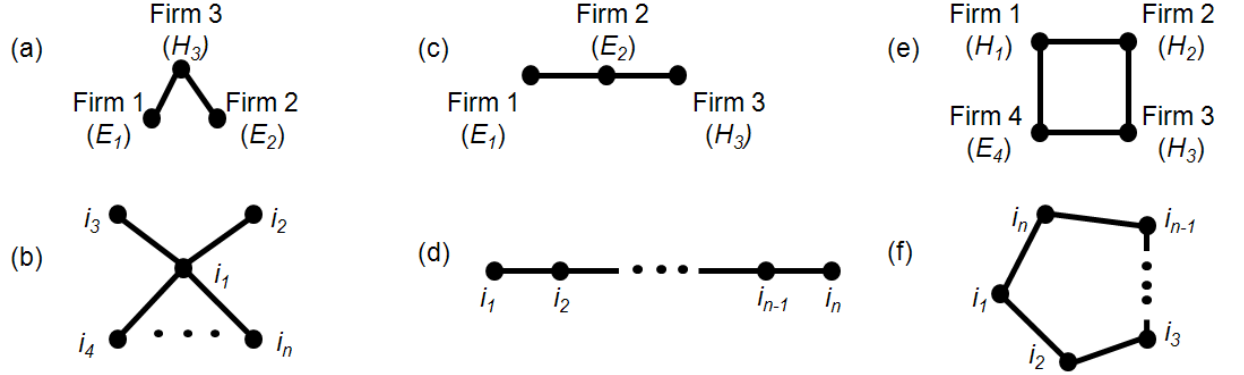 (a)
Firm 3
(H3)
Firm 1
(E1)
Firm 2
(E2)
(c)
Firm 2
(E2)
Firm 1
(E1)
Firm 3
(H3)
(e)
Firm 1
(H1)
Firm 2
(H2)
Firm 4
(E4)
Firm 3
(H3)
(b)
i3
i2
i1
i4
. . .
in
(d)
. . .
i1
i2
in-1
in
(f)
in
in-1
i1
i3
i2